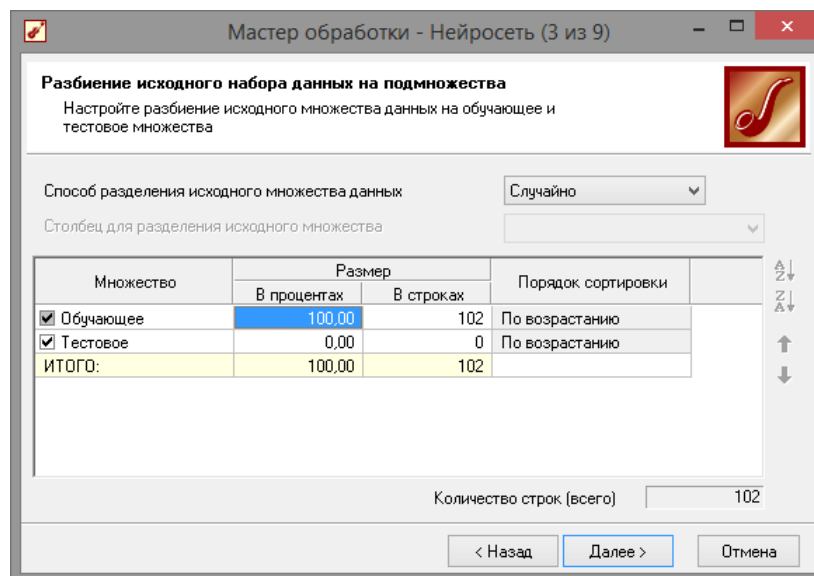 Мастер обработки - Нейросеть (3 из 9)
Разбиение исходного набора данных на подмножества
Настройте разбиение исходного множества данных на обучающее и
тестовое множества
Способ разделения исходного множества данных Случайно
Столбец для разделения исходного множества
Множество Размер Порядок сортировки
В процентах В строках
Обучающее 100,00 102 По возрастанию
Тестовое 0,00 0 По возрастанию
ИТОГО: 100,00 102
Количество строк (всего) 102
< Назад Далее > Отмена